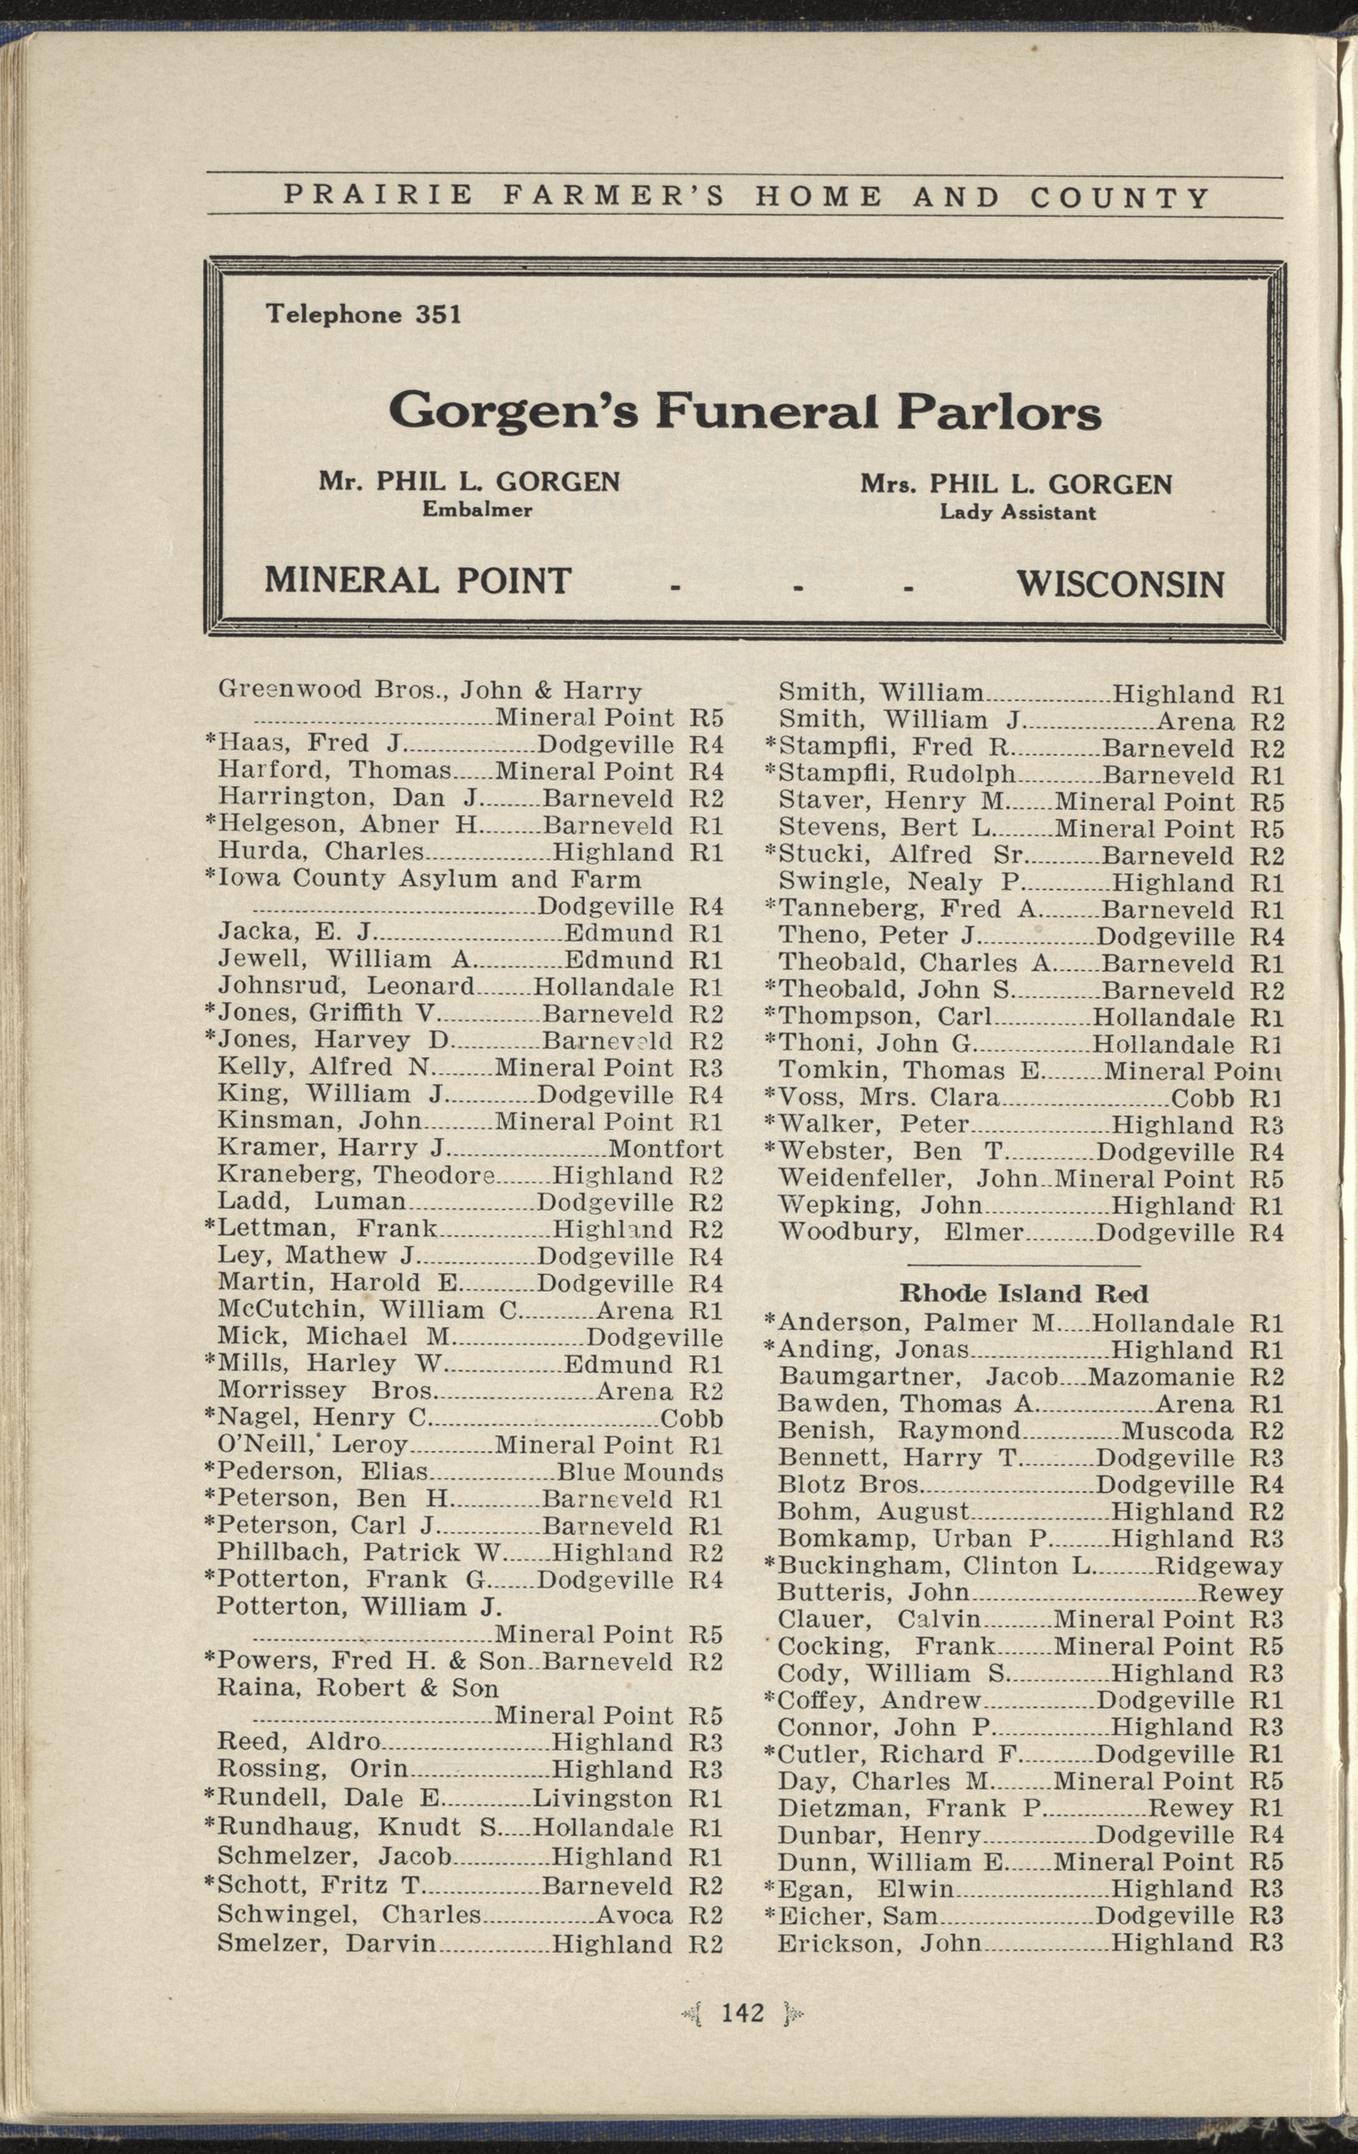 PRAIRIE FARMER'S HOME AND COUNTY
Telephone 351
Gorgen's Funeral Parlors
Mr. PHIL L. GORGEN
Embalmer
Mrs. PHIL L. GORGEN
Lady Assistant
MINERAL POINT - - - WISCONSIN
Greenwood Bros., John & Harry
........Mineral Point R5
*Haas, Fred J........Dodgeville R4
Harford, Thomas......Mineral Point R4
Harrington, Dan J........Barneveld R2
*Helgeson, Abner H........Barneveld R1
Hurda, Charles........Highland R1
*Iowa County Asylum and Farm
........Dodgeville R4
Jacka, E. J........Edmund R1
Jewell, William A........Edmund R1
Johnsrud, Leonard........Hollandale R1
*Jones, Griffith V........Barneveld R2
*Jones, Harvey D........Barneveld R2
Kelly, Alfred N........Mineral Point R3
King, William J........Dodgeville R4
Kinsman, John........Mineral Point R1
Kramer, Harry J........Montfort
Kraneberg, Theodore........Highland R2
Ladd, Luman........Dodgeville R2
*Lettman, Frank........Highland R2
Ley, Mathew J........Dodgeville R4
Martin, Harold E........Dodgeville R4
McCutchin, William C........Arena R1
Mick, Michael M........Dodgeville
*Mills, Harley W........Edmund R1
Morrissey Bros........Arena R2
*Nagel, Henry C........Cobb
O'Neill, Leroy........Mineral Point R1
*Pederson, Elias........Blue Mounds
*Peterson, Ben H........Barneveld R1
*Peterson, Carl J........Barneveld R1
Phillbach, Patrick W.......Highland R2
*Potterton, Frank G.......Dodgeville R4
Potterton, William J.
........Mineral Point R5
*Powers, Fred H. & Son..Barneveld R2
Raina, Robert & Son
........Mineral Point R5
Reed, Aldro........Highland R3
Rossing, Orin........Highland R3
*Rundell, Dale E........Livingston R1
*Rundhaug, Knudt S.....Hollandale R1
Schmelzer, Jacob........Highland R1
*Schott, Fritz T........Barneveld R2
Schwingel, Charles........Avoca R2
Smelzer, Darvin........Highland R2
Smith, William........Highland R1
Smith, William J........Arena R2
*Stampfli, Fred R........Barneveld R2
*Stampfli, Rudolph........Barneveld R1
Staver, Henry M.......Mineral Point R5
Stevens, Bert L........Mineral Point R5
*Stucki, Alfred Sr........Barneveld R2
Swingle, Nealy P........Highland R1
*Tanneberg, Fred A........Barneveld R1
Theno, Peter J........Dodgeville R4
Theobald, Charles A.......Barneveld R1
*Theobald, John S........Barneveld R2
*Thompson, Carl........Hollandale R1
*Thoni, John G........Hollandale R1
Tomkin, Thomas E........Mineral Point
*Voss, Mrs. Clara........Cobb R1
*Walker, Peter........Highland R3
*Webster, Ben T........Dodgeville R4
Weidenfeller, John..Mineral Point R5
Wepking, John........Highland R1
Woodbury, Elmer........Dodgeville R4
Rhode Island Red
*Anderson, Palmer M.....Hollandale R1
*Anding, Jonas........Highland R1
Baumgartner, Jacob....Mazomanie R2
Bawden, Thomas A........Arena R1
Benish, Raymond........Muscoda R2
Bennett, Harry T........Dodgeville R3
Blotz Bros........Dodgeville R4
Bohm, August........Highland R2
Bomkamp, Urban P........Highland R3
*Buckingham, Clinton L........Ridgeway
Butteris, John........Rewey
Clauer, Calvin........Mineral Point R3
Cocking, Frank........Mineral Point R5
Cody, William S........Highland R3
*Coffey, Andrew........Dodgeville R1
Connor, John P........Highland R3
*Cutler, Richard F........Dodgeville R1
Day, Charles M........Mineral Point R5
Dietzman, Frank P........Rewey R1
Dunbar, Henry........Dodgeville R4
Dunn, William E.......Mineral Point R5
*Egan, Elwin........Highland R3
*Eicher, Sam........Dodgeville R3
Erickson, John........Highland R3
142